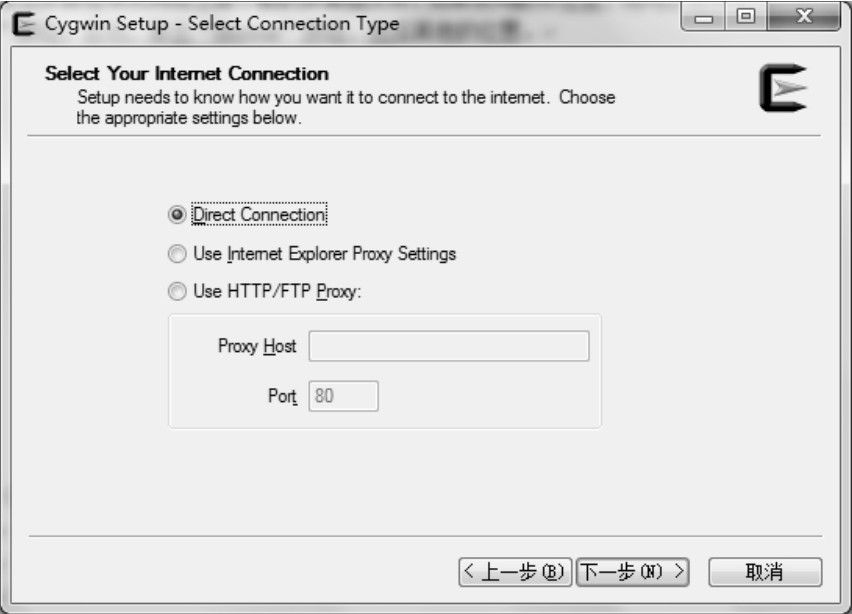 Cygwin Setup - Select Connection Type
Select Your Internet Connection
Setup needs to know how you want it to connect to the internet. Choose
the appropriate settings below.
Direct Connection
Use Internet Explorer Proxy Settings
Use HTTP/FTP Proxy:
Proxy Host
Port 80
< 上一步(B) 下一步(N) > 取消